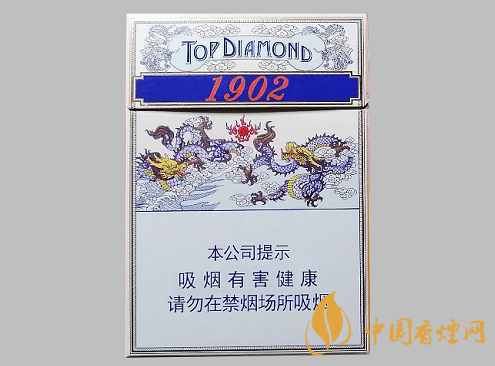 TOP DIAMOND
1902
本公司提示
吸烟有害健康
请勿在禁烟场所吸烟
中国香烟网